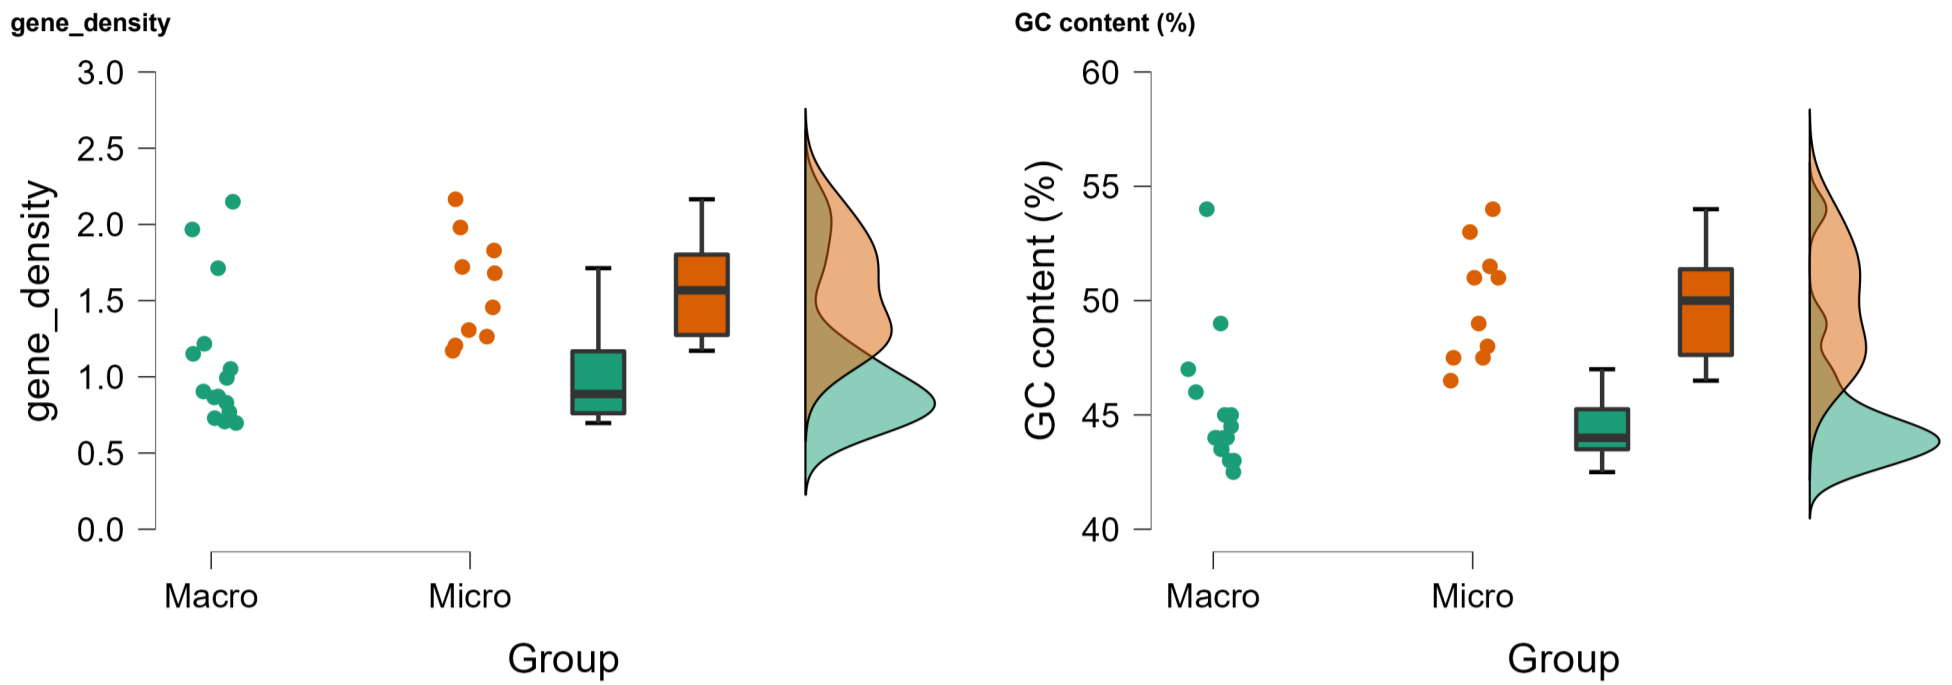 gene_density
3.0
2.5
2.0
1.5
1.0
0.5
0.0
gene_density
Macro
Micro
Group
GC content (%)
60
55
50
45
40
GC content (%)
Macro
Micro
Group